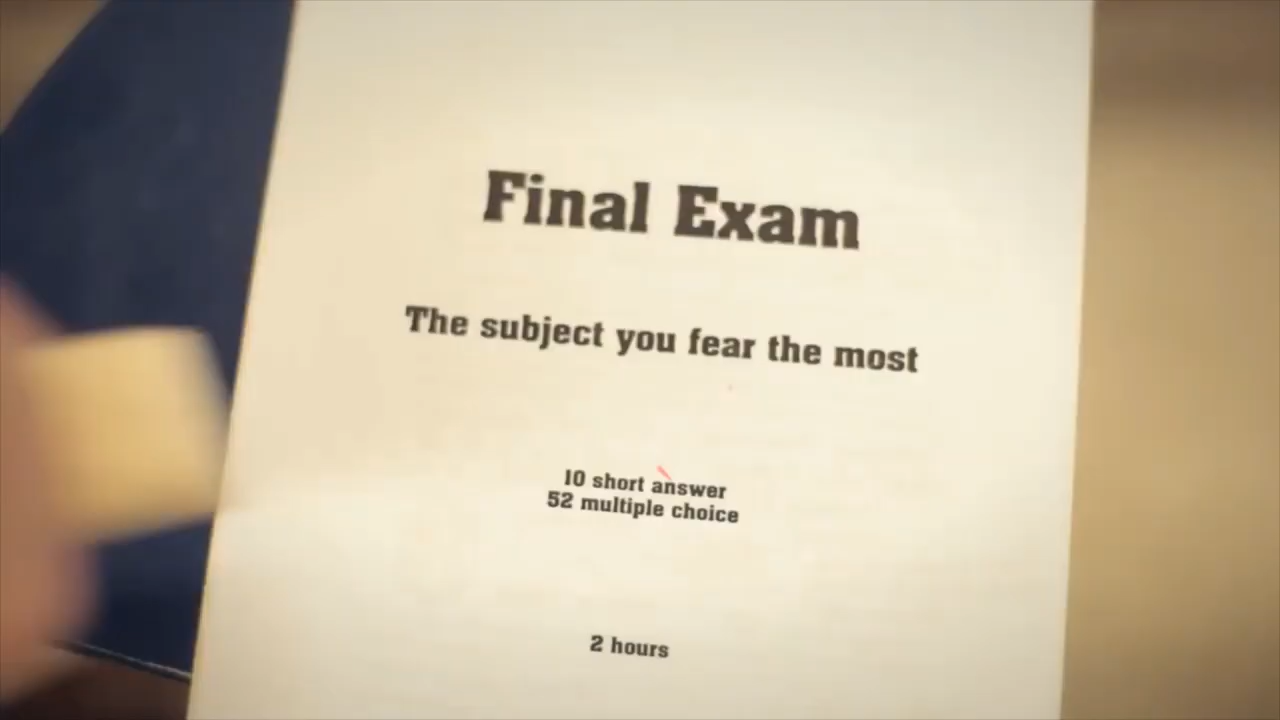 Final Exam
The subject you fear the most
10 short answer
52 multiple choice
2 hours